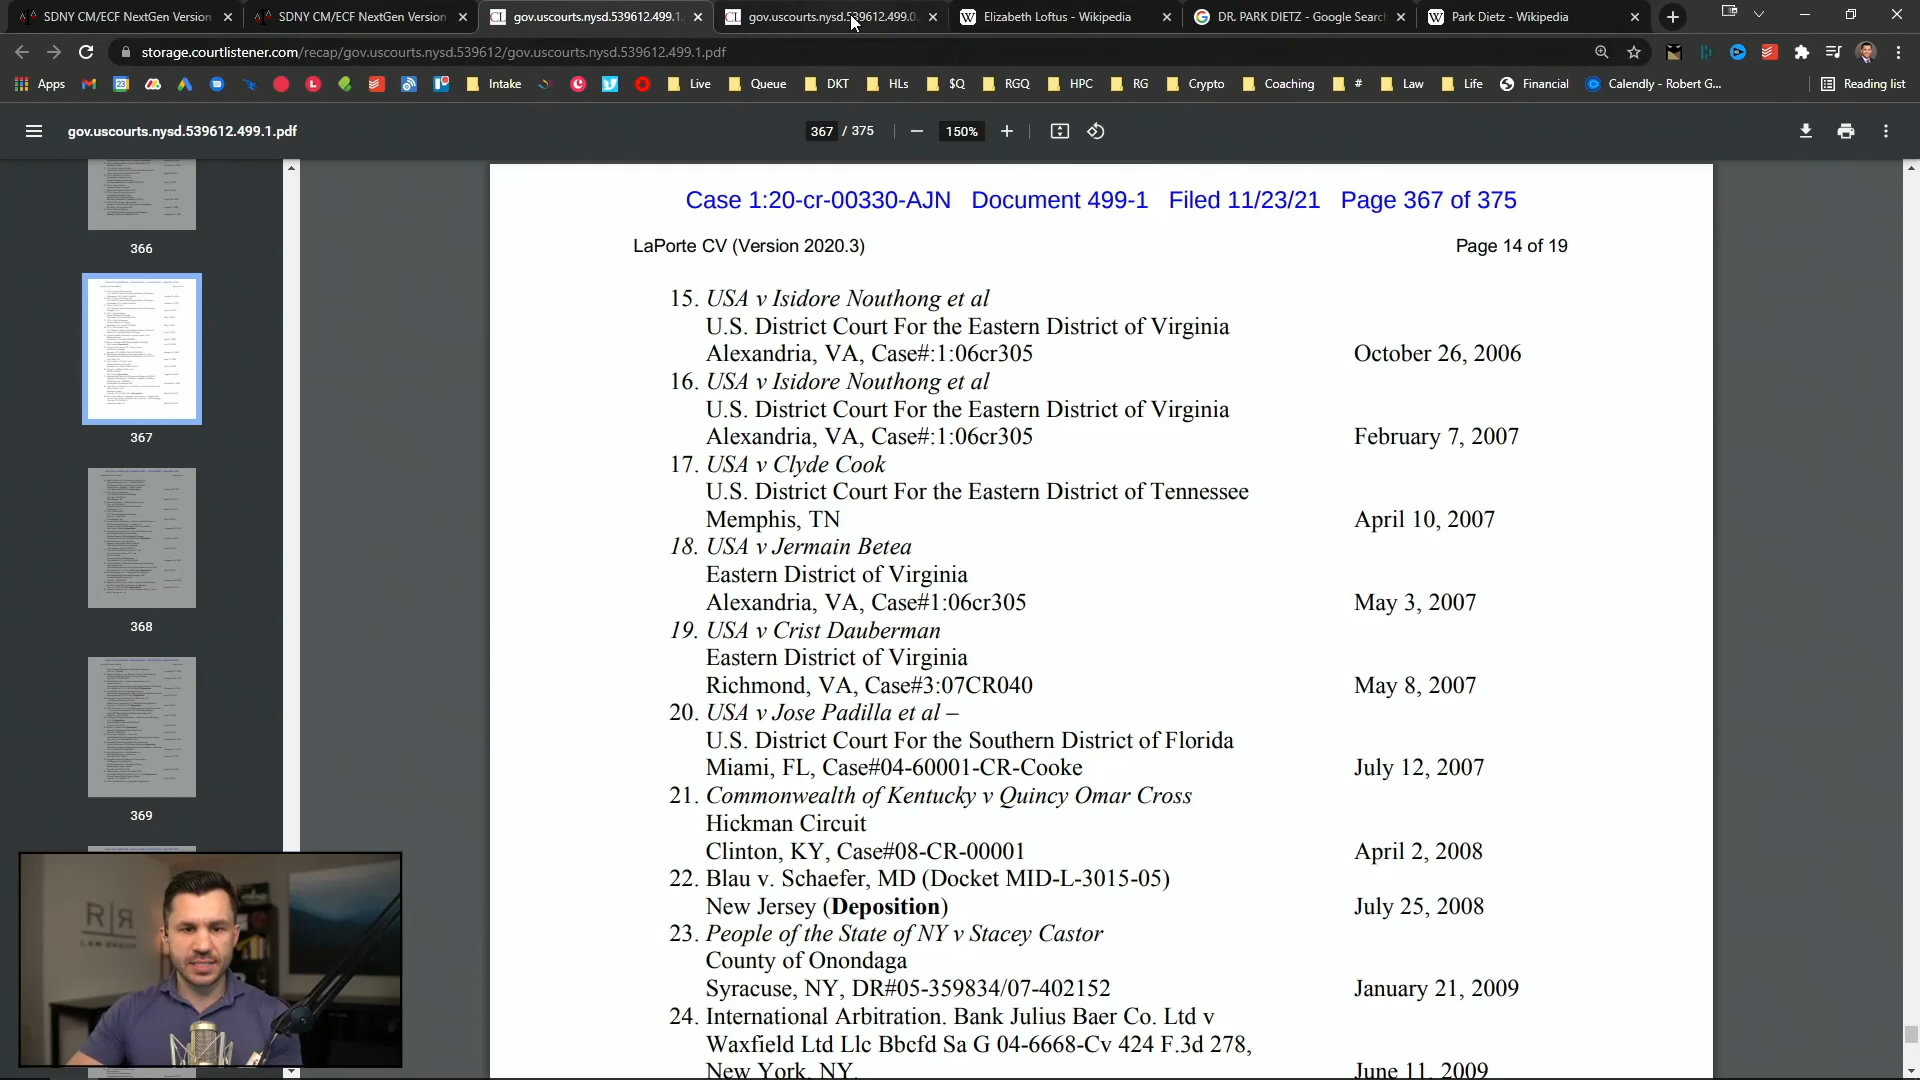 SDNY CM/ECF NextGen Version
SDNY CM/ECF NextGen Version
CL gov.uscourts.nysd.539612.499.1.
CL gov.uscourts.nysd.539612.499.0
W Elizabeth Loftus - Wikipedia
G DR. PARK DIETZ - Google Searc
W Park Dietz - Wikipedia
storage.courtlistener.com/recap/gov.uscourts.nysd.539612/gov.uscourts.nysd.539612.499.1.pdf
Apps
Intake
Live
Queue
DKT
HLs
$Q
RGQ
HPC
RG
Crypto
Coaching
#
Law
Life
Financial
Calendly - Robert G...
Reading list
gov.uscourts.nysd.539612.499.1.pdf
367 / 375
150%
366
367
368
369
Case 1:20-cr-00330-AJN Document 499-1 Filed 11/23/21 Page 367 of 375
LaPorte CV (Version 2020.3) Page 14 of 19
15. USA v Isidore Nouthong et al
U.S. District Court For the Eastern District of Virginia
Alexandria, VA, Case#:1:06cr305 October 26, 2006
16. USA v Isidore Nouthong et al
U.S. District Court For the Eastern District of Virginia
Alexandria, VA, Case#:1:06cr305 February 7, 2007
17. USA v Clyde Cook
U.S. District Court For the Eastern District of Tennessee
Memphis, TN April 10, 2007
18. USA v Jermain Betea
Eastern District of Virginia
Alexandria, VA, Case#1:06cr305 May 3, 2007
19. USA v Crist Dauberman
Eastern District of Virginia
Richmond, VA, Case#3:07CR040 May 8, 2007
20. USA v Jose Padilla et al –
U.S. District Court For the Southern District of Florida
Miami, FL, Case#04-60001-CR-Cooke July 12, 2007
21. Commonwealth of Kentucky v Quincy Omar Cross
Hickman Circuit
Clinton, KY, Case#08-CR-00001 April 2, 2008
22. Blau v. Schaefer, MD (Docket MID-L-3015-05)
New Jersey (Deposition) July 25, 2008
23. People of the State of NY v Stacey Castor
County of Onondaga
Syracuse, NY, DR#05-359834/07-402152 January 21, 2009
24. International Arbitration. Bank Julius Baer Co. Ltd v
Waxfield Ltd Llc Bbcfd Sa G 04-6668-Cv 424 F.3d 278,
New York, NY. June 11, 2009
R|R
LAW GROUP